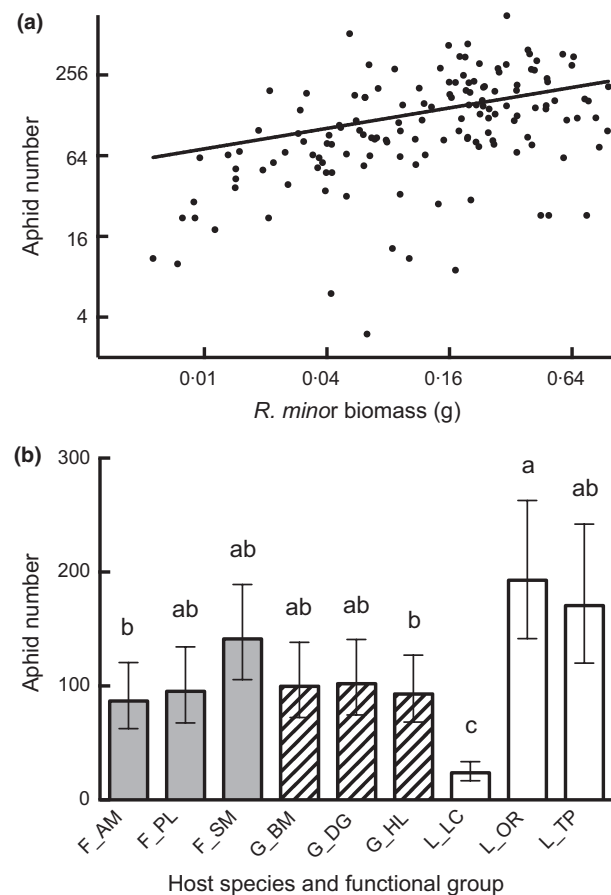 (a)
256
64
16
4
Aphid number
0·01 0·04 0·16 0·64
R. minor biomass (g)
(b)
300
200
100
0
Aphid number
b ab ab ab ab b c a ab
F_AM F_PL F_SM G_BM G_DG G_HL L_LC L_OR L_TP
Host species and functional group